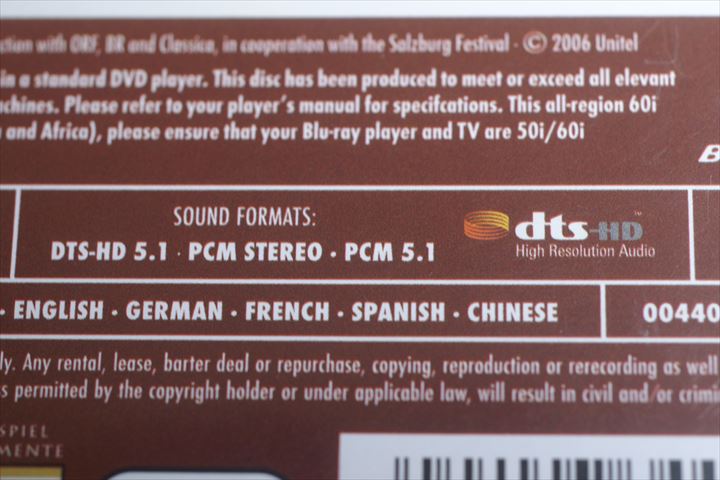 ction with ORF, BR and Classica, in cooperation with the Salzburg Festival · © 2006 Unitel
in a standard DVD player. This disc has been produced to meet or exceed all elevant
achines. Please refer to your player's manual for specifcations. This all-region 60i
and Africa), please ensure that your Blu-ray player and TV are 50i/60i
B
SOUND FORMATS:
DTS-HD 5.1 · PCM STEREO · PCM 5.1
dts-HD™
High Resolution Audio
· ENGLISH · GERMAN · FRENCH · SPANISH · CHINESE
00440
ly. Any rental, lease, barter deal or repurchase, copying, reproduction or rerecording as well
s permitted by the copyright holder or under applicable law, will result in civil and/or crimi
SPIEL
MENTE